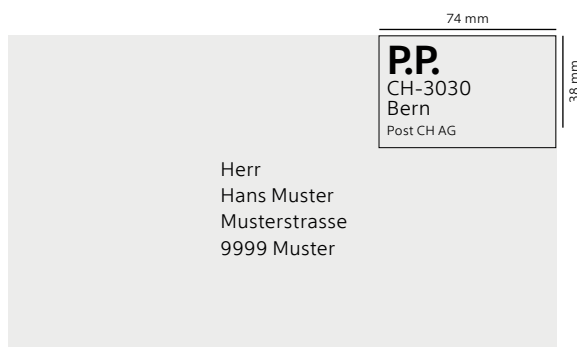 74 mm
P.P.
CH-3030
Bern
Post CH AG
38 mm
Herr
Hans Muster
Musterstrasse
9999 Muster